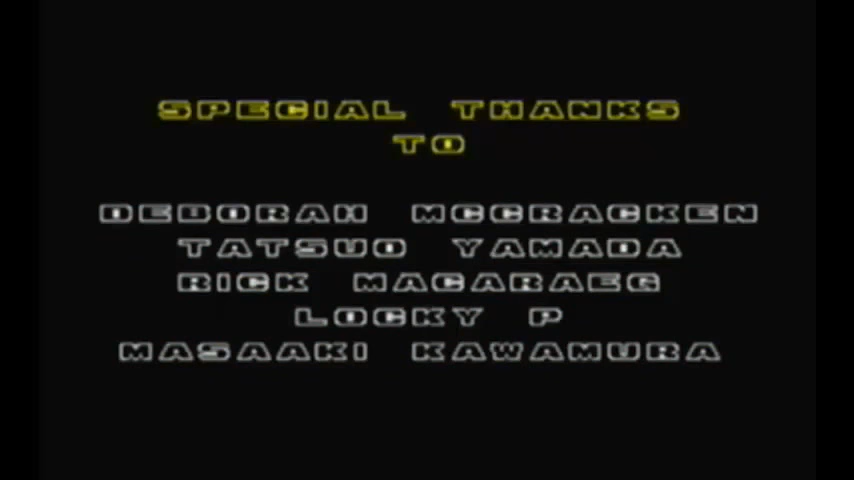 SPECIAL THANKS
TO
DEBORAH MCCRACKEN
TATSUO YAMADA
RICK MACARAEG
LOCKY P
MASAAKI KAWAMURA